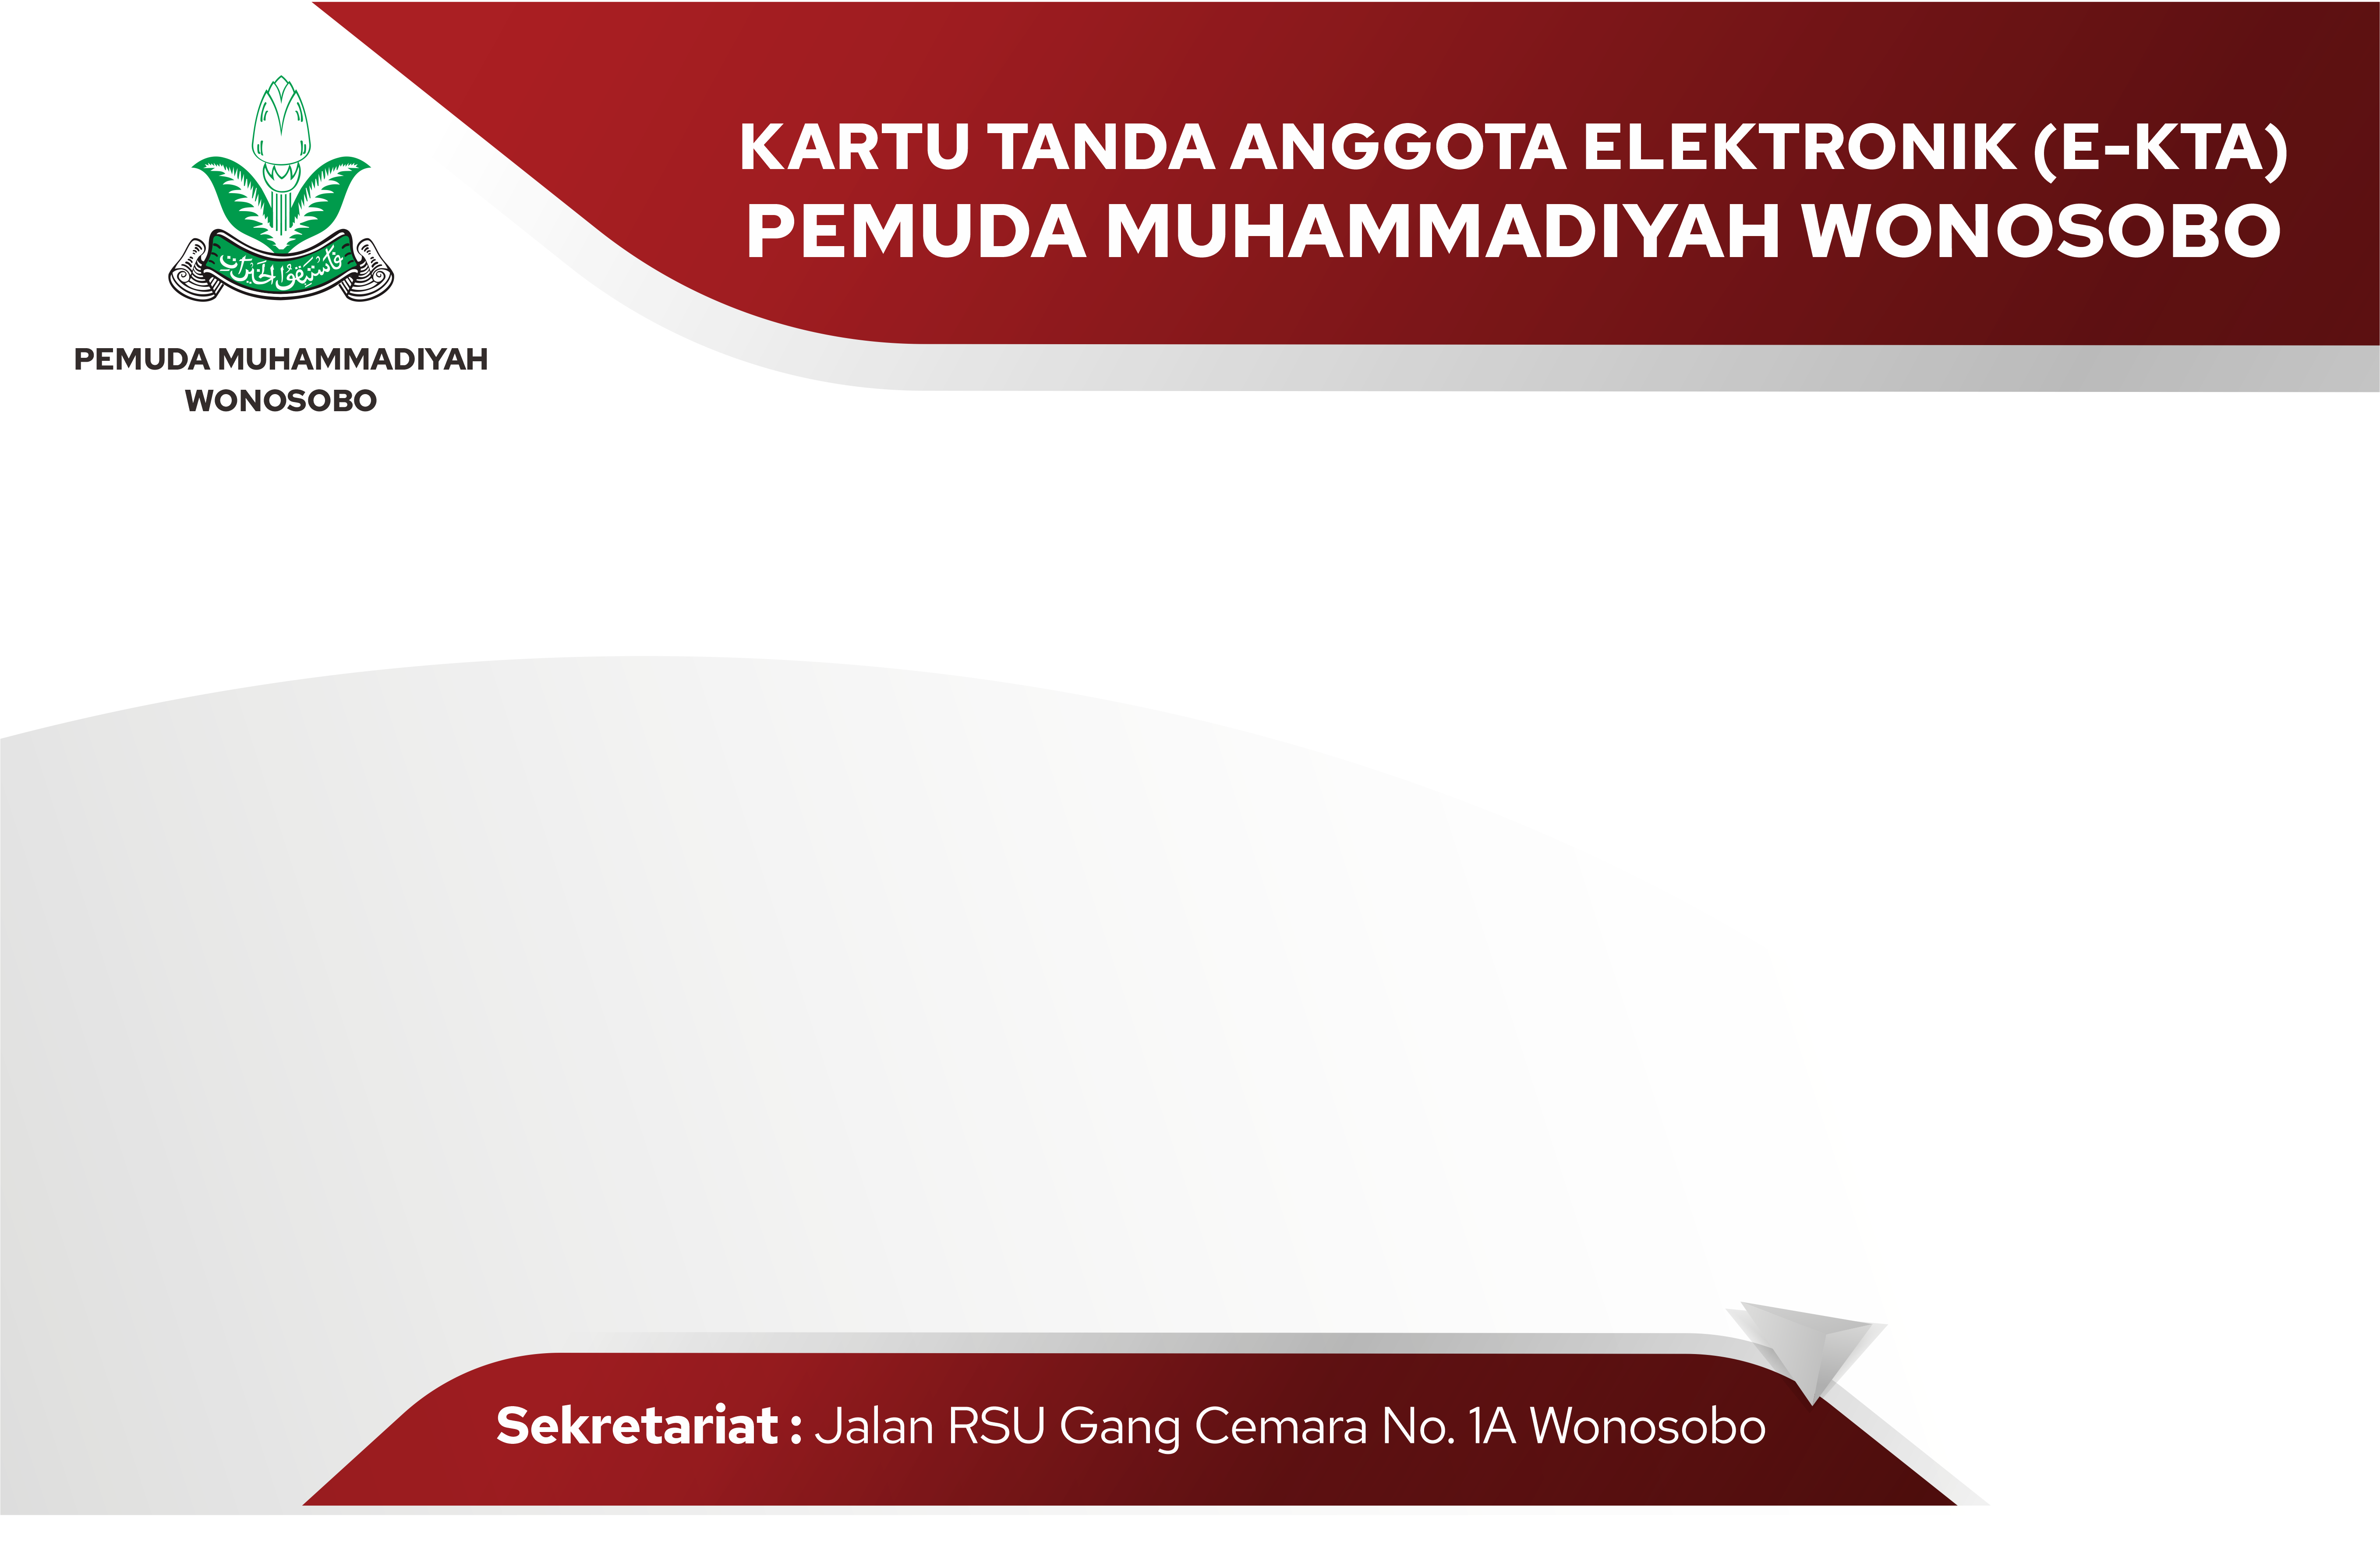 KARTU TANDA ANGGOTA ELEKTRONIK (E-KTA)
PEMUDA MUHAMMADIYAH WONOSOBO
فَاسْتَبِقُوا الْخَيْرَاتِ
PEMUDA MUHAMMADIYAH
WONOSOBO
Sekretariat : Jalan RSU Gang Cemara No. 1A Wonosobo